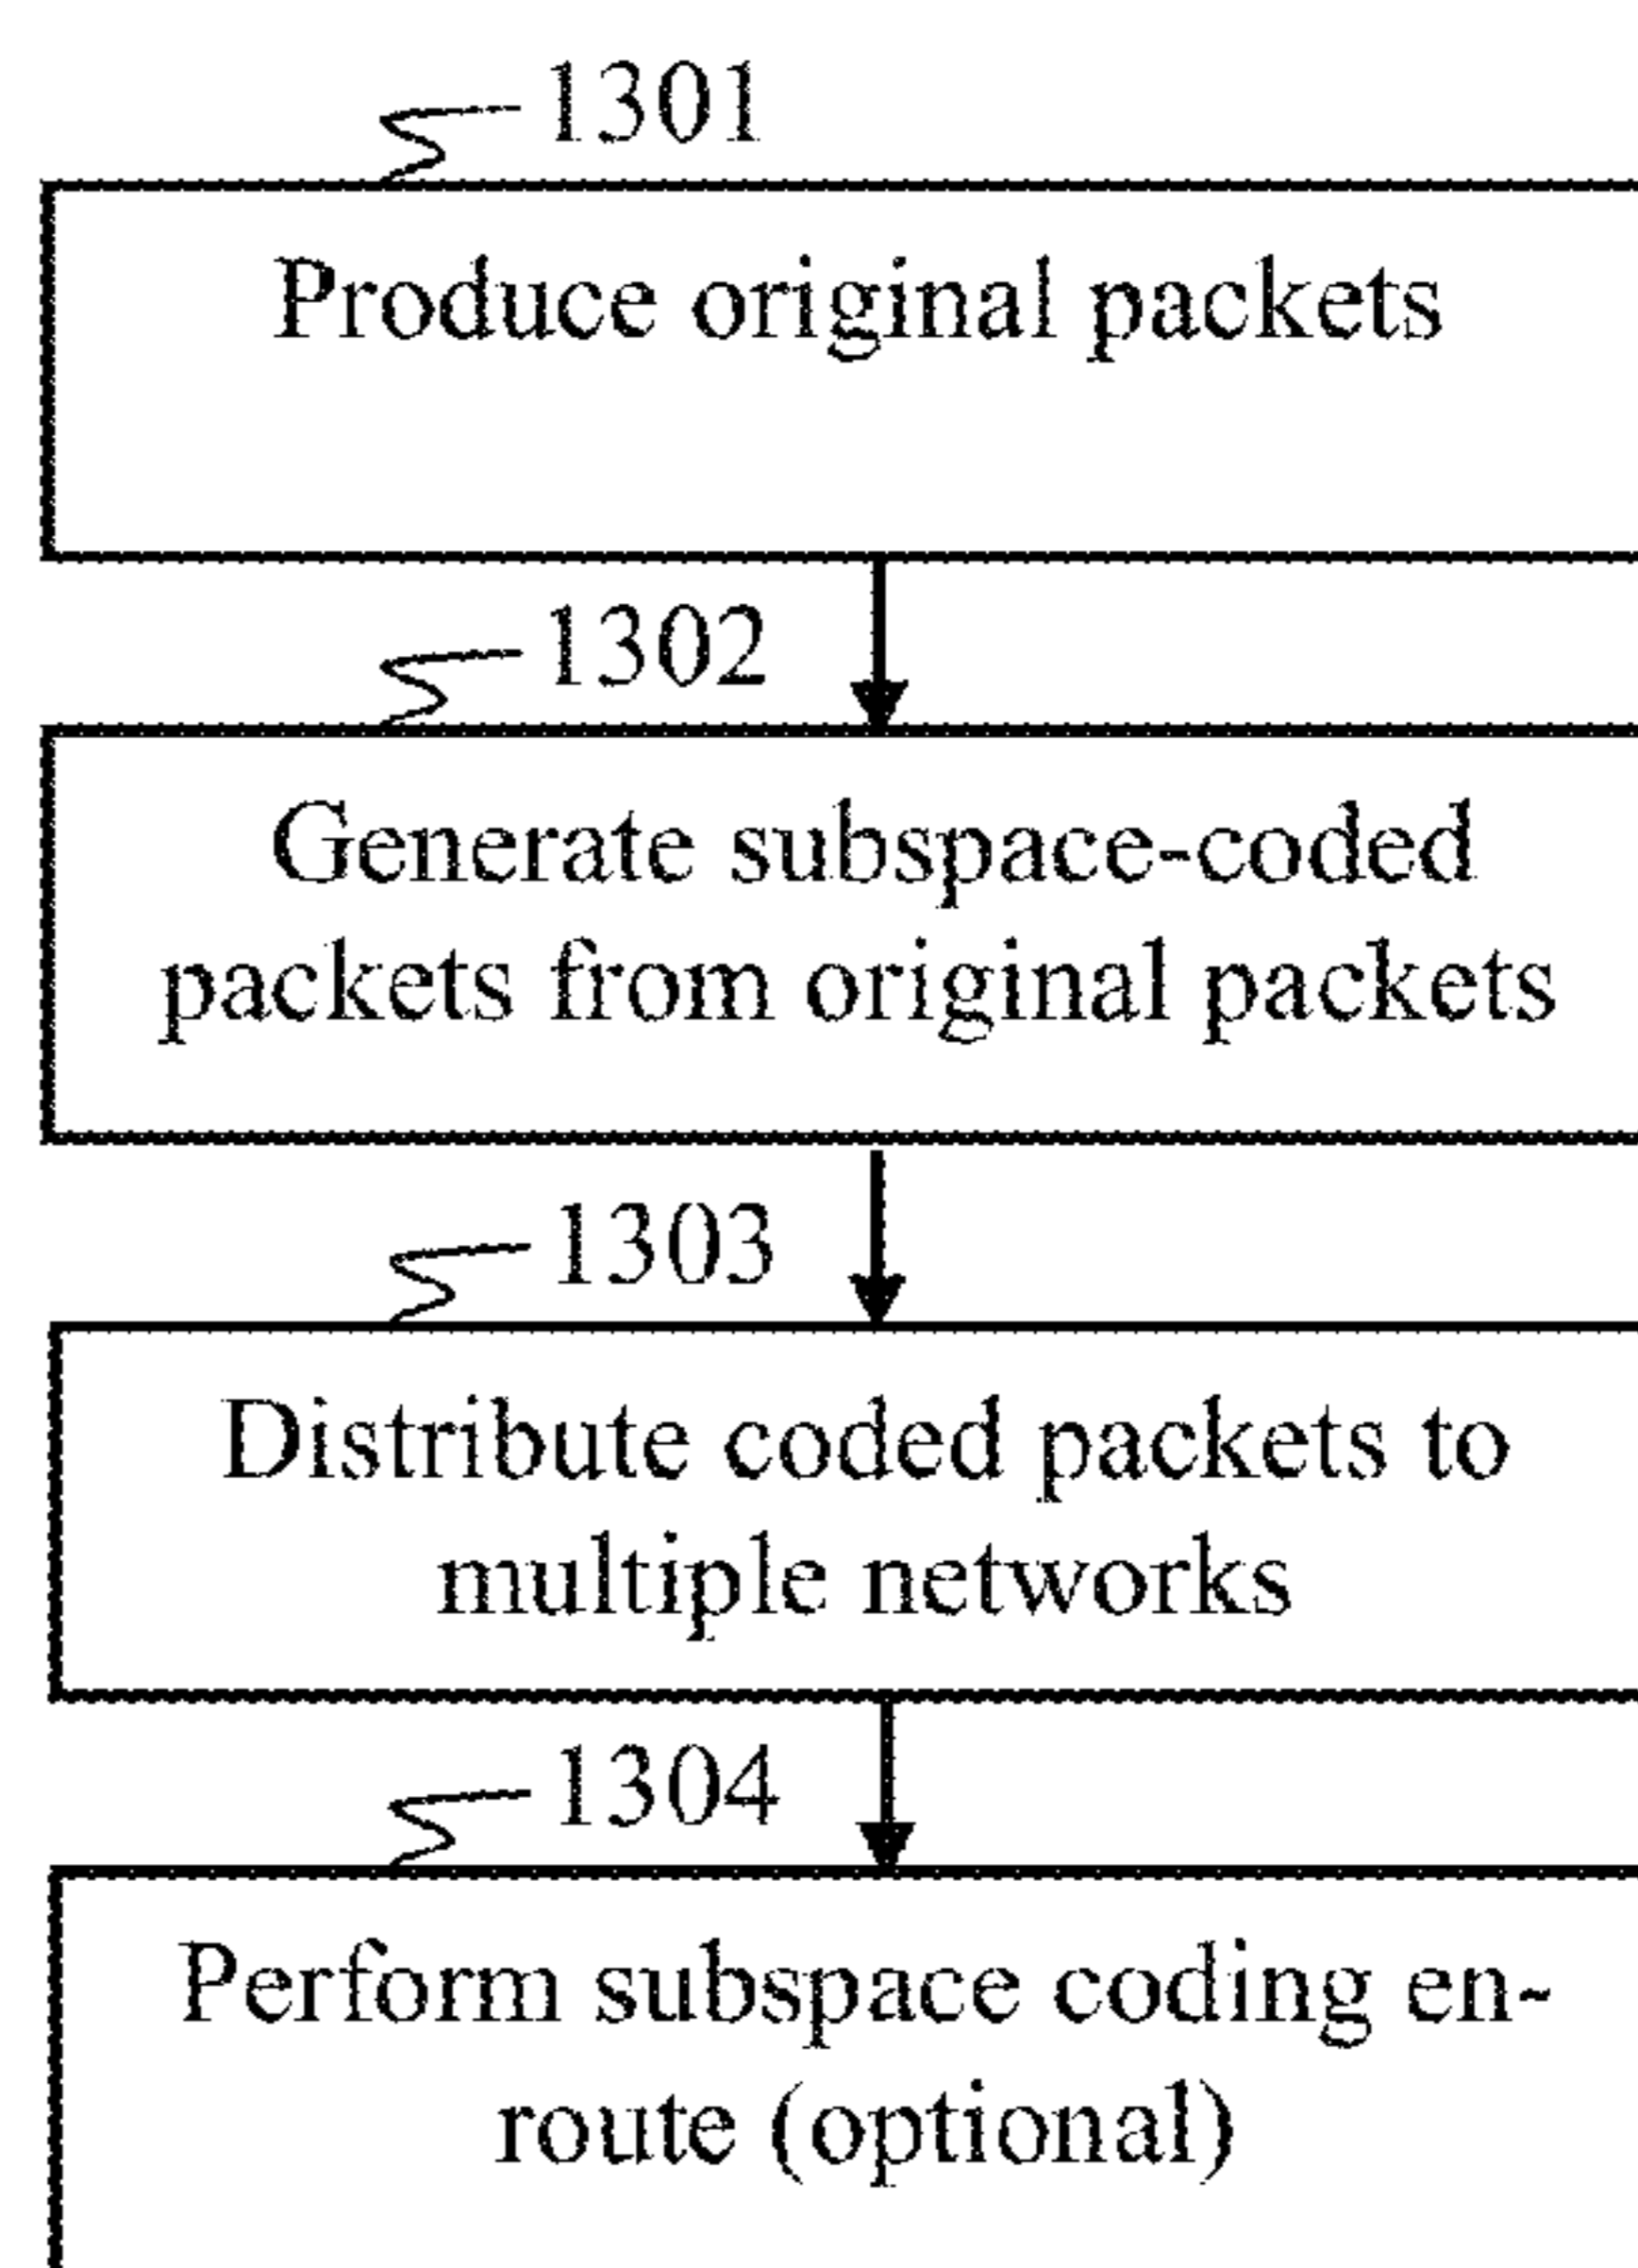 1301
Produce original packets
1302
Generate subspace-coded
packets from original packets
1303
Distribute coded packets to
multiple networks
1304
Perform subspace coding en-
route (optional)